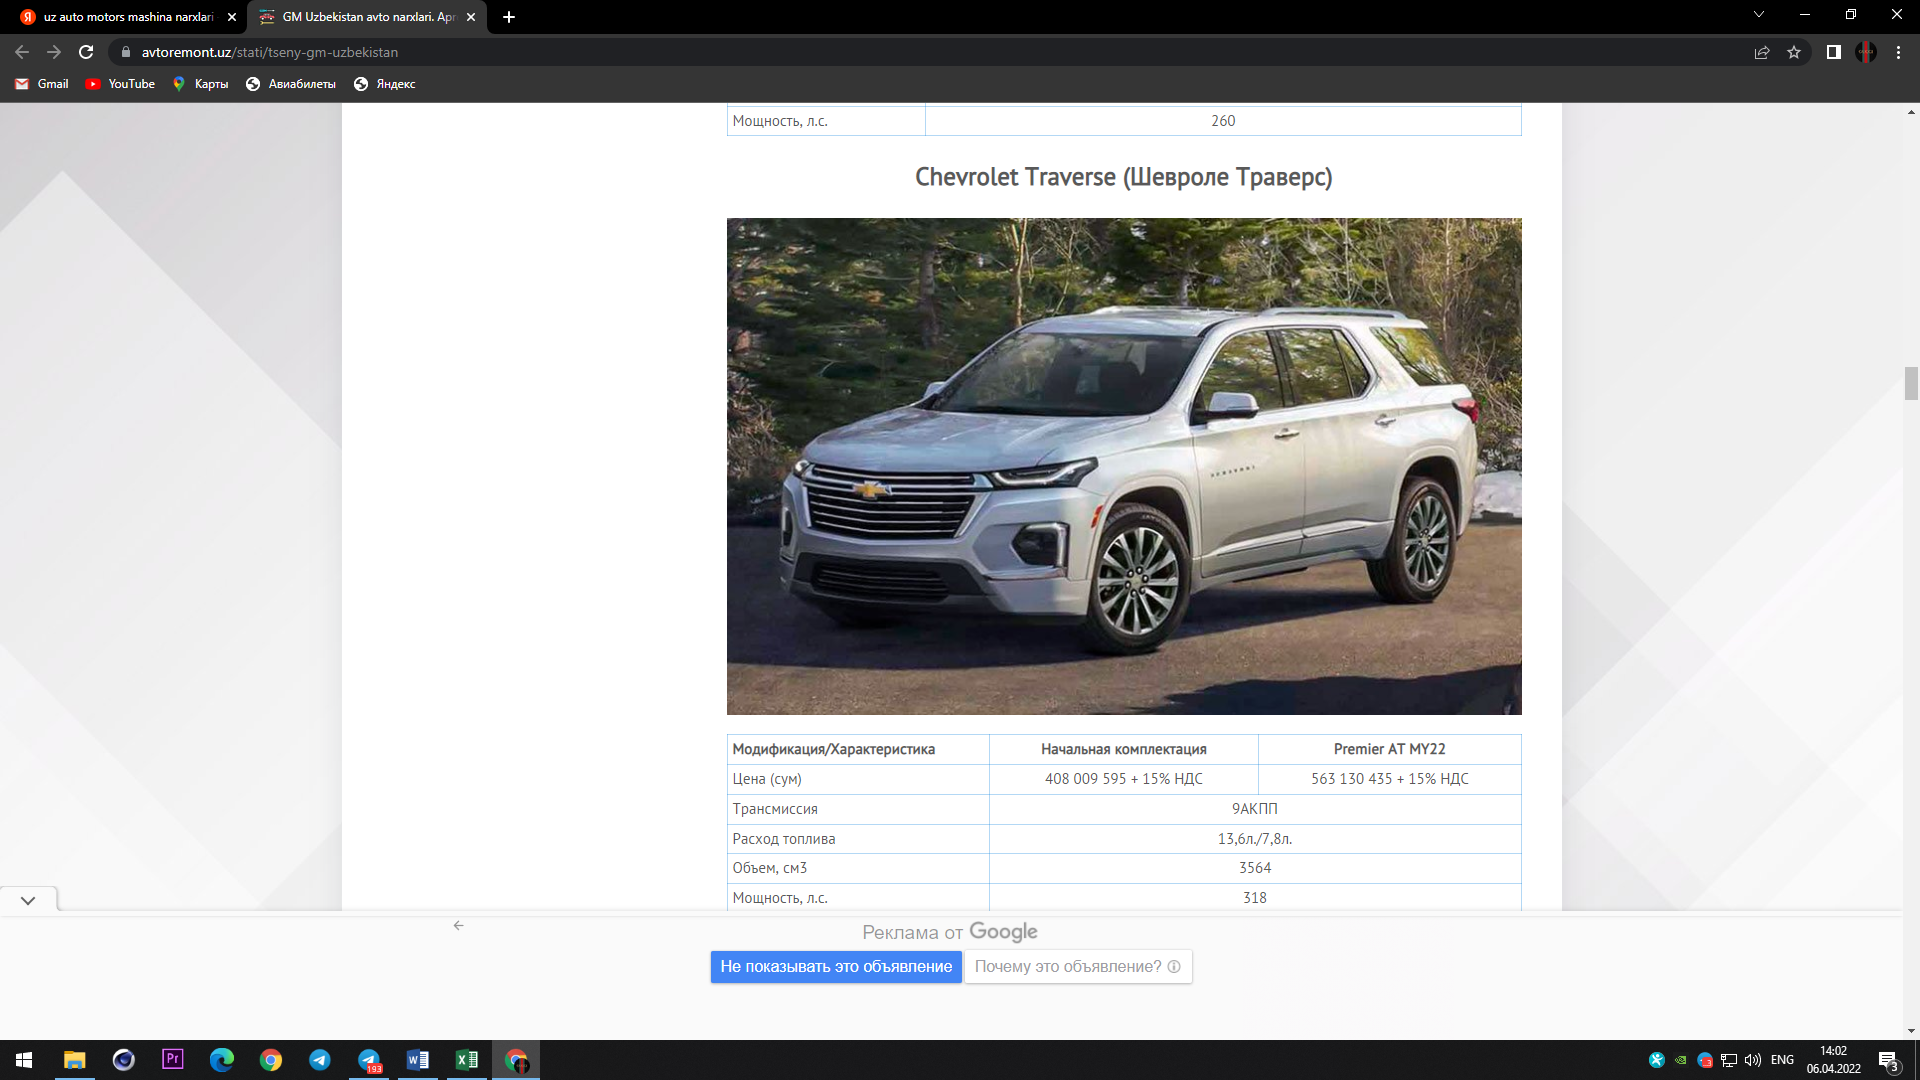 uz auto motors mashina narxlari
GM Uzbekistan avto narxlari. Apr
avtoremont.uz/stati/tseny-gm-uzbekistan
Gmail YouTube Карты Авиабилеты Яндекс
Мощность, л.с. 260
Chevrolet Traverse (Шевроле Траверс)
Модификация/Характеристика Начальная комплектация Premier AT MY22
Цена (сум) 408 009 595 + 15% НДС 563 130 435 + 15% НДС
Трансмиссия 9АКПП
Расход топлива 13,6л./7,8л.
Объем, см3 3564
Мощность, л.с. 318
Реклама от Google
Не показывать это объявление Почему это объявление?
Pr 193 ENG 14:02
06.04.2022 3